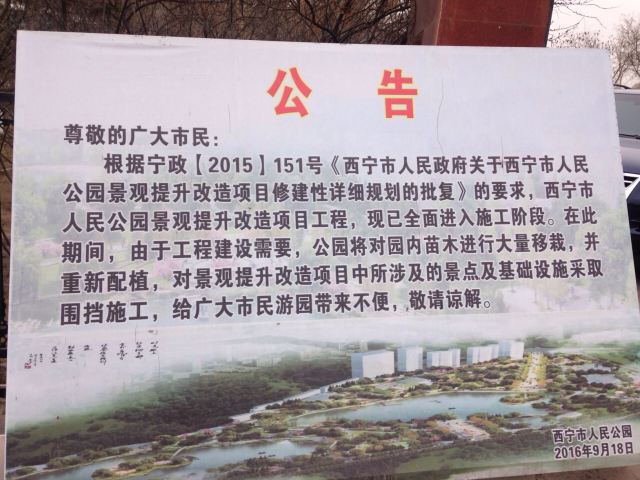 公 告
尊敬的广大市民：
根据宁政【2015】151号《西宁市人民政府关于西宁市人民
公园景观提升改造项目修建性详细规划的批复》的要求，西宁市
人民公园景观提升改造项目工程，现已全面进入施工阶段。在此
期间，由于工程建设需要，公园将对园内苗木进行大量移栽，并
重新配植，对景观提升改造项目中所涉及的景点及基础设施采取
围挡施工，给广大市民游园带来不便，敬请谅解。
西宁市人民公园
2016年9月18日